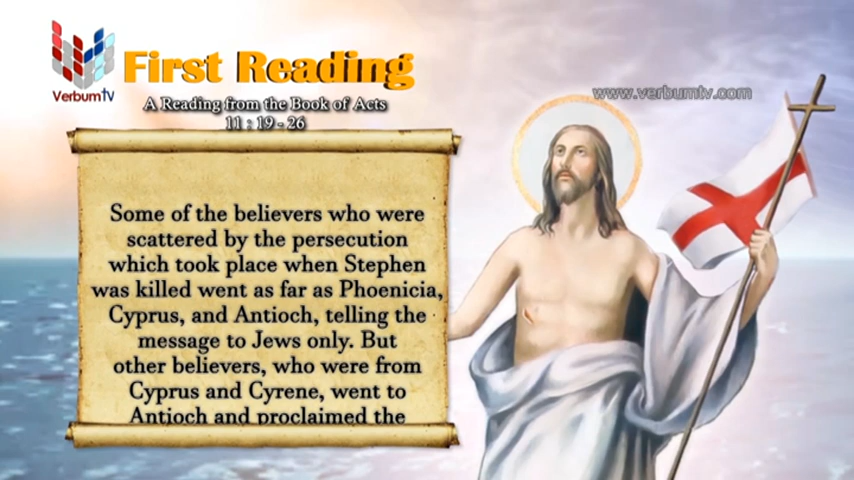 VerbumTV
First Reading
A Reading from the Book of Acts
11 : 19 - 26
www.verbumtv.com
Some of the believers who were
scattered by the persecution
which took place when Stephen
was killed went as far as Phoenicia,
Cyprus, and Antioch, telling the
message to Jews only. But
other believers, who were from
Cyprus and Cyrene, went to
Antioch and proclaimed the